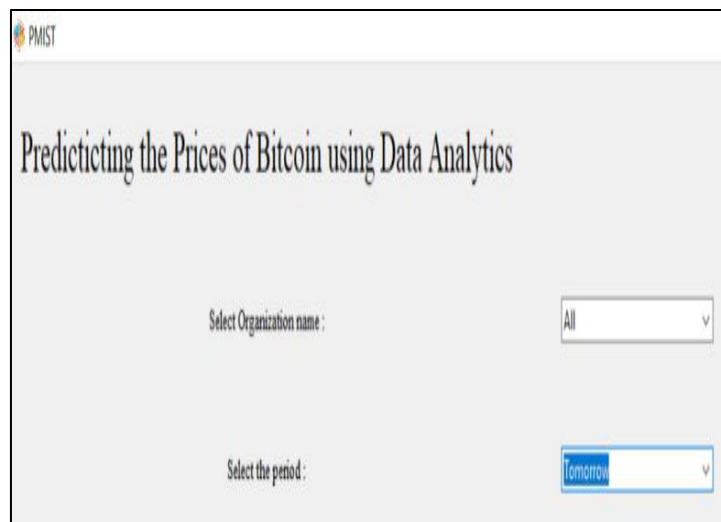 PMIST
Predicticting the Prices of Bitcoin using Data Analytics
Select Organization name :
All
Select the period :
Tomorrow